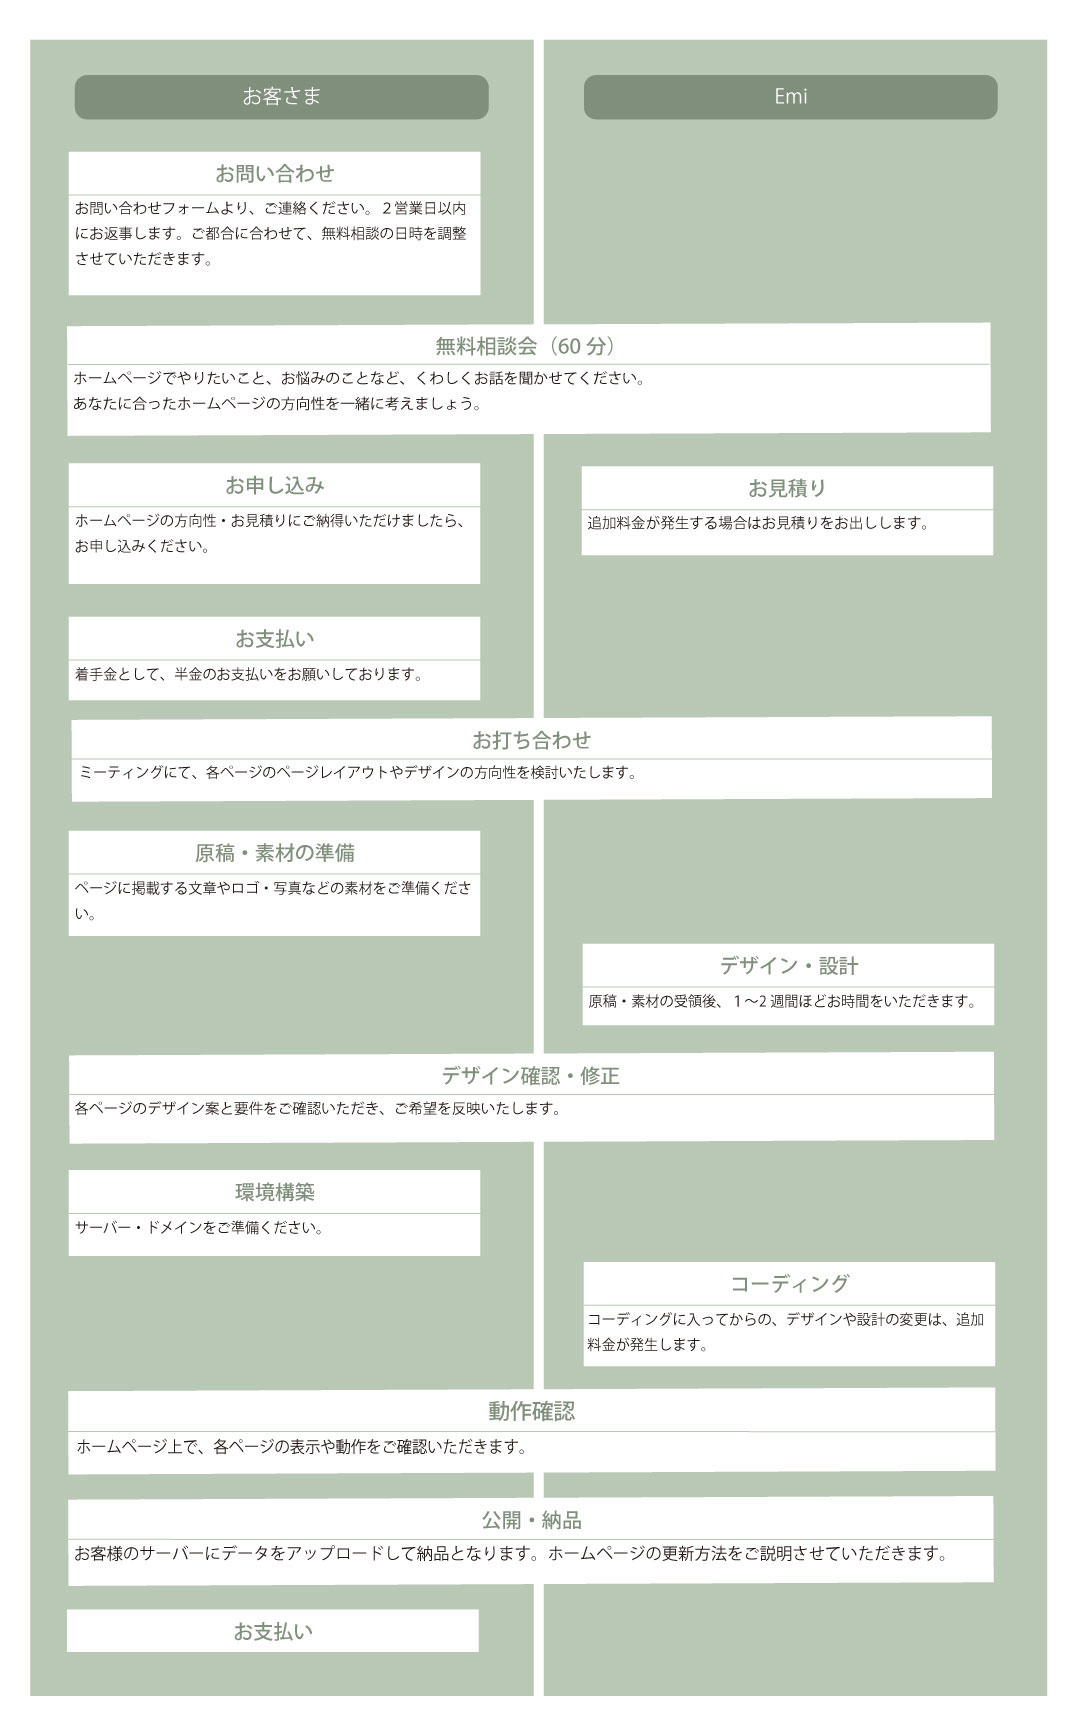 お客さま
Emi
お問い合わせ
お問い合わせフォームより、ご連絡ください。２営業日以内
にお返事します。ご都合に合わせて、無料相談の日時を調整
させていただきます。
無料相談会（60 分）
ホームページでやりたいこと、お悩みのことなど、くわしくお話を聞かせてください。
あなたに合ったホームページの方向性を一緒に考えましょう。
お申し込み
ホームページの方向性・お見積りにご納得いただけましたら、
お申し込みください。
お見積り
追加料金が発生する場合はお見積りをお出しします。
お支払い
着手金として、半金のお支払いをお願いしております。
お打ち合わせ
ミーティングにて、各ページのページレイアウトやデザインの方向性を検討いたします。
原稿・素材の準備
ページに掲載する文章やロゴ・写真などの素材をご準備くださ
い。
デザイン・設計
原稿・素材の受領後、１〜2 週間ほどお時間をいただきます。
デザイン確認・修正
各ページのデザイン案と要件をご確認いただき、ご希望を反映いたします。
環境構築
サーバー・ドメインをご準備ください。
コーディング
コーディングに入ってからの、デザインや設計の変更は、追加
料金が発生します。
動作確認
ホームページ上で、各ページの表示や動作をご確認いただきます。
公開・納品
お客様のサーバーにデータをアップロードして納品となります。ホームページの更新方法をご説明させていただきます。
お支払い